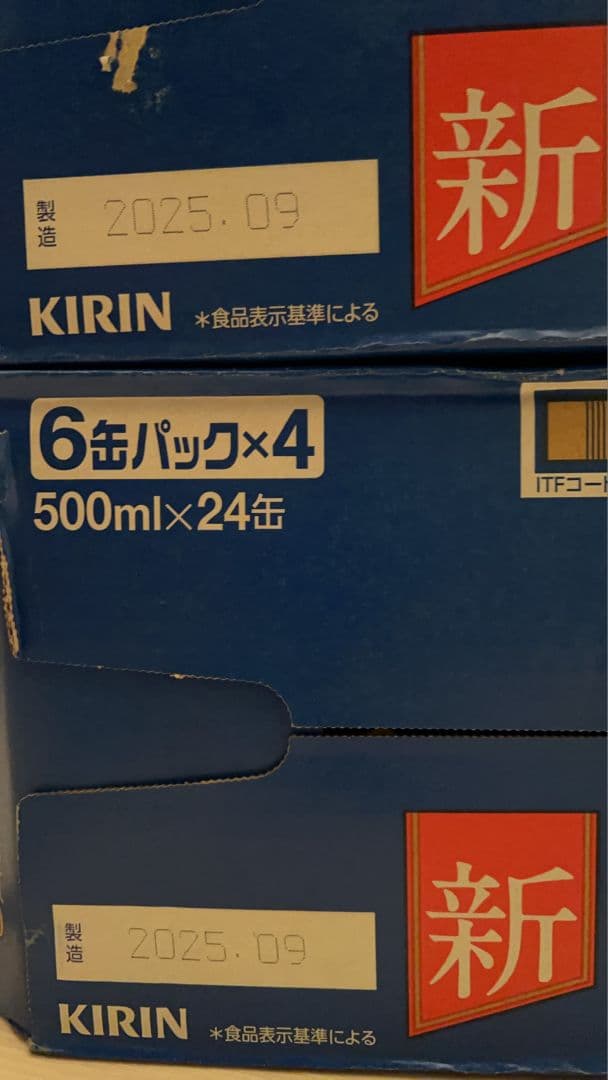 新
製造 2025.09
KIRIN *食品表示基準による
6缶パック×4
500ml×24缶
ITFコード
新
製造 2025.09
KIRIN *食品表示基準による